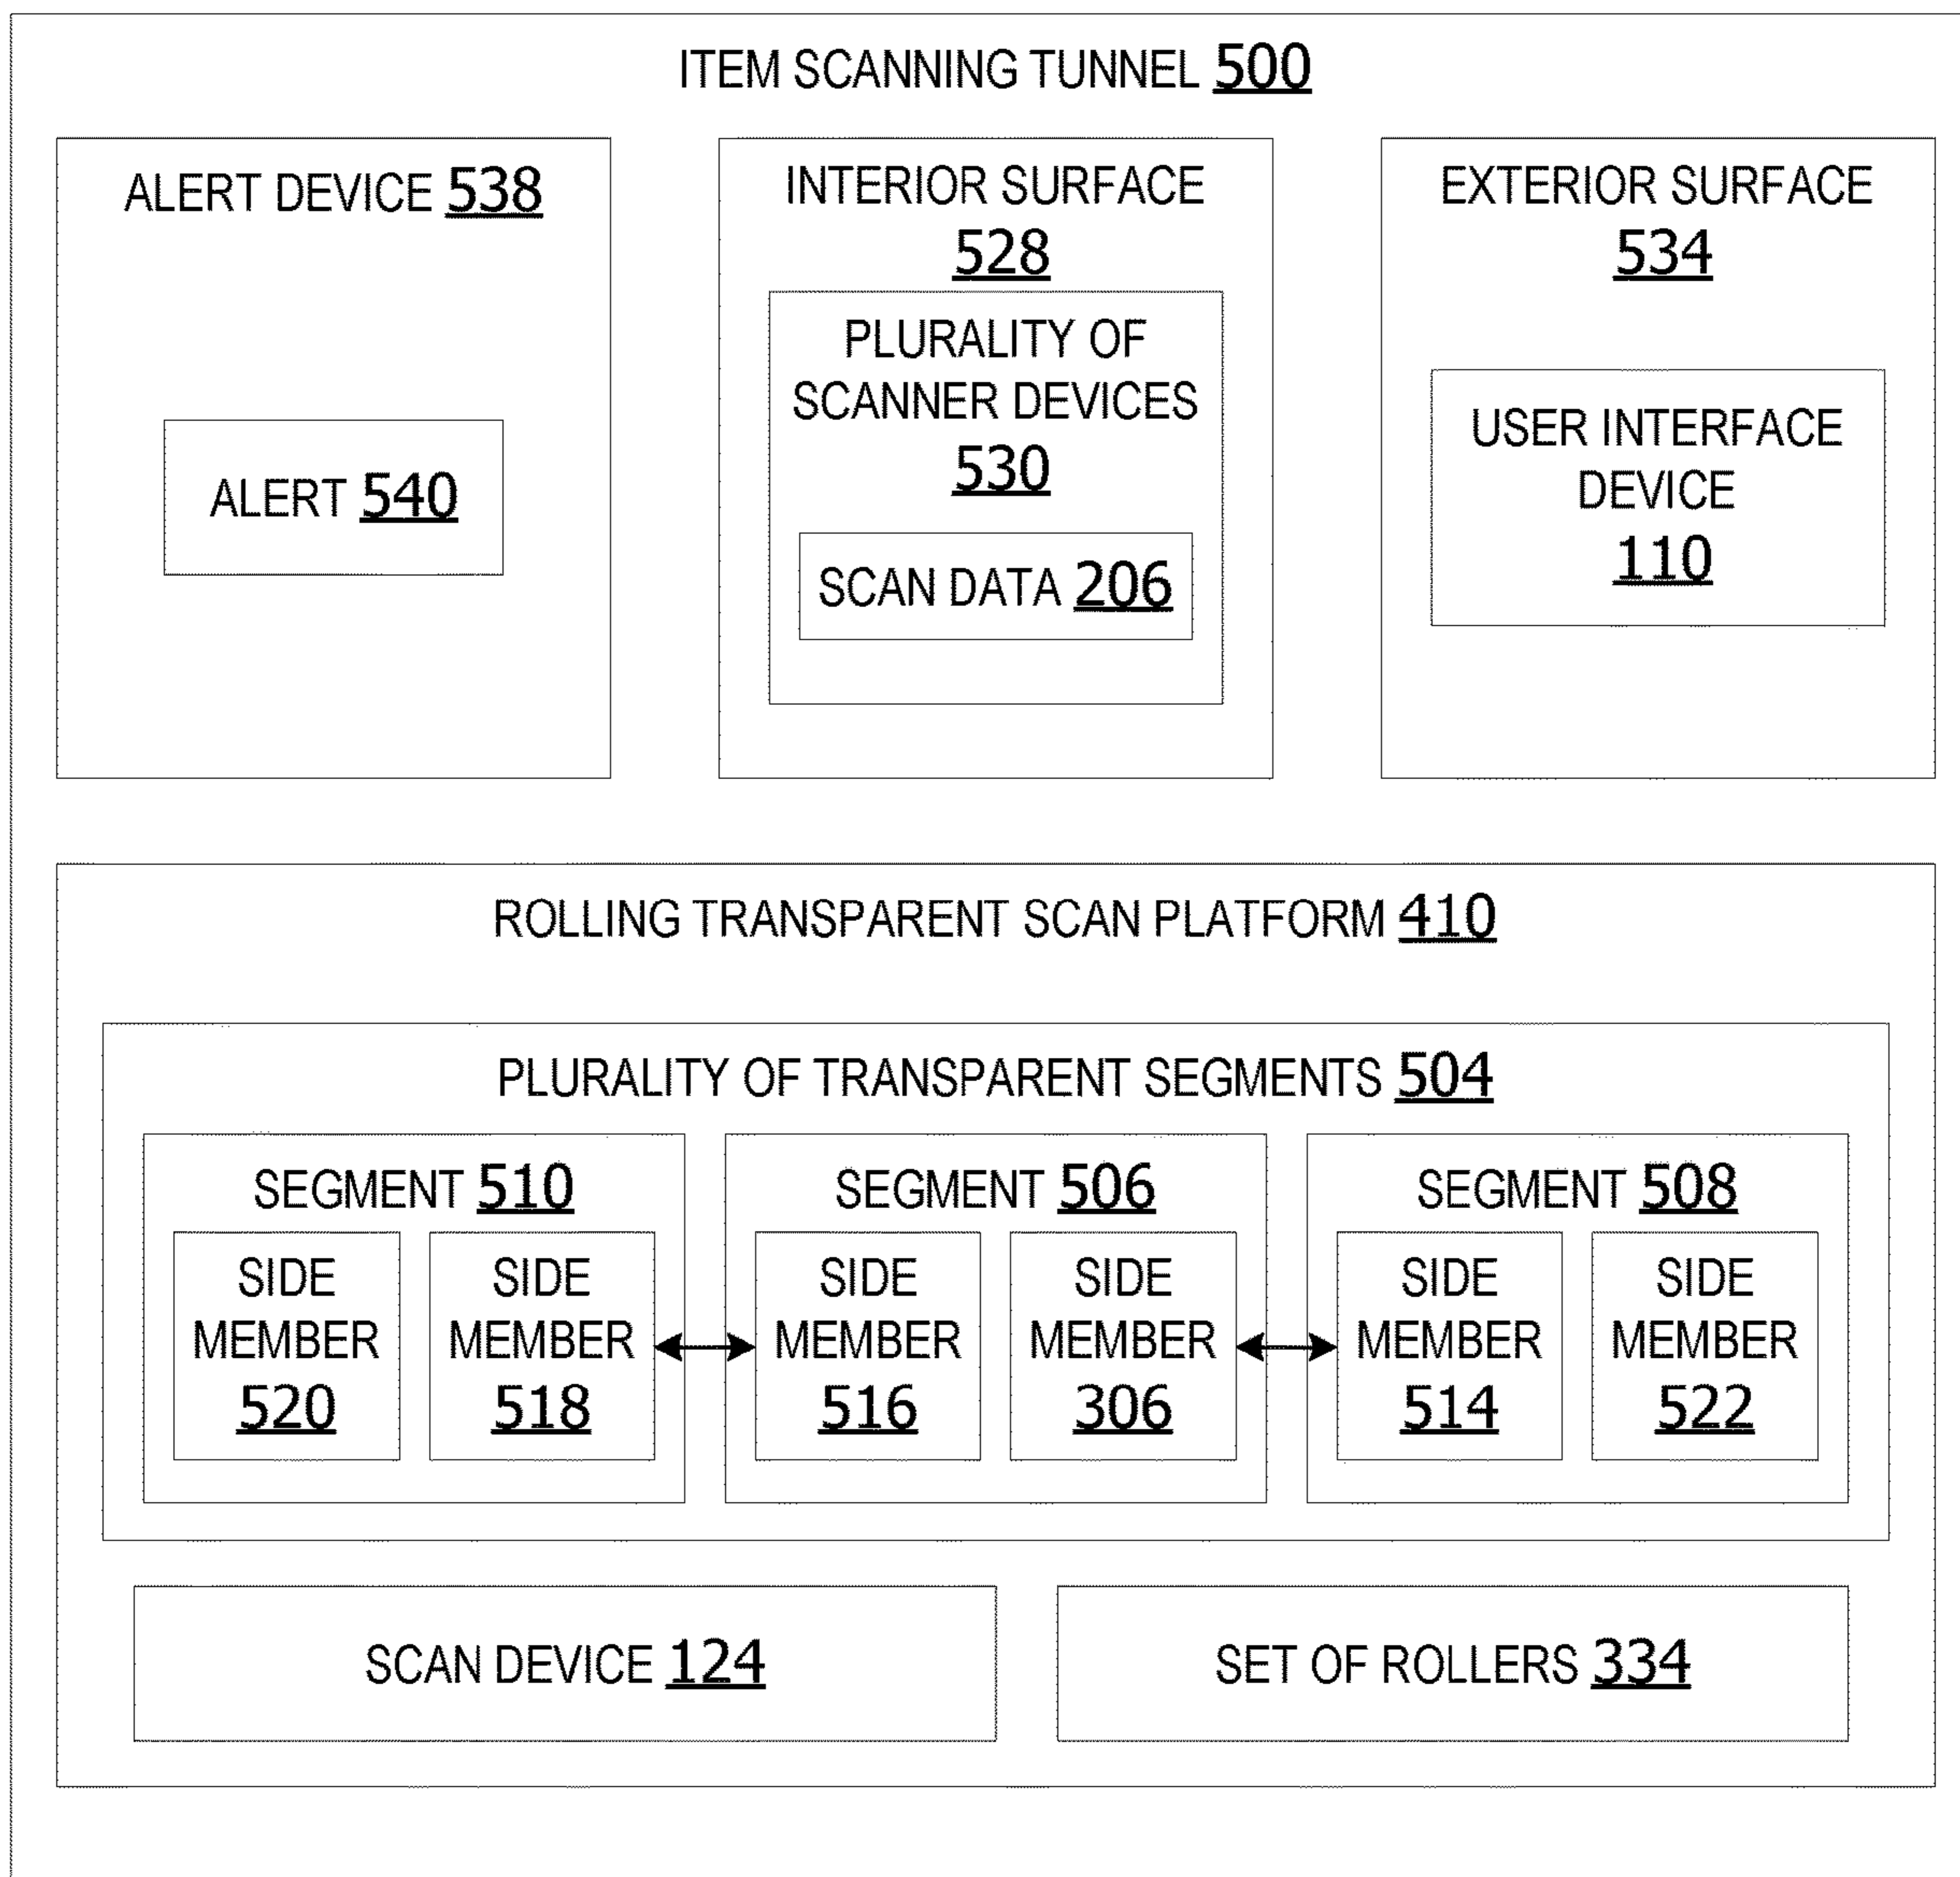 ITEM SCANNING TUNNEL 500
ALERT DEVICE 538
ALERT 540
INTERIOR SURFACE
528
PLURALITY OF
SCANNER DEVICES
530
SCAN DATA 206
EXTERIOR SURFACE
534
USER INTERFACE
DEVICE
110
ROLLING TRANSPARENT SCAN PLATFORM 410
PLURALITY OF TRANSPARENT SEGMENTS 504
SEGMENT 510
SIDE
MEMBER
520
SIDE
MEMBER
518
SEGMENT 506
SIDE
MEMBER
516
SIDE
MEMBER
306
SEGMENT 508
SIDE
MEMBER
514
SIDE
MEMBER
522
SCAN DEVICE 124
SET OF ROLLERS 334